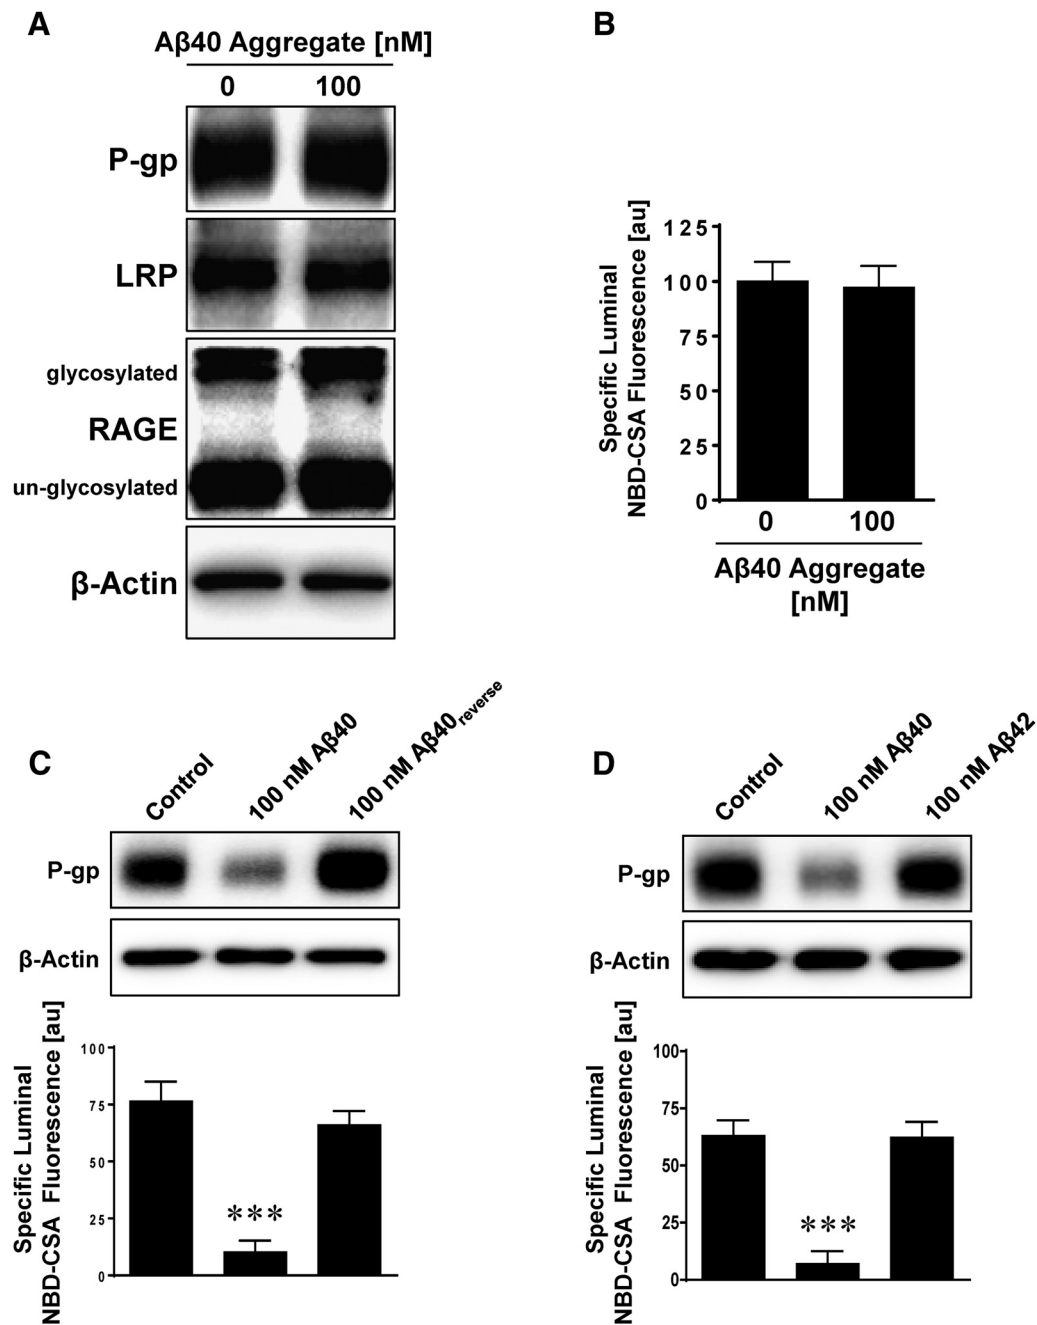 A
Aβ40 Aggregate [nM]
0 100
P-gp
LRP
glycosylated
RAGE
un-glycosylated
β-Actin
B
Specific Luminal
NBD-CSA Fluorescence [au]
125
100
75
50
25
0
0 100
Aβ40 Aggregate
[nM]
C
Control
100 nM Aβ40
100 nM Aβ40reverse
P-gp
β-Actin
Specific Luminal
NBD-CSA Fluorescence [au]
100
75
50
25
0
***
D
Control
100 nM Aβ40
100 nM Aβ42
P-gp
β-Actin
Specific Luminal
NBD-CSA Fluorescence [au]
100
75
50
25
0
***